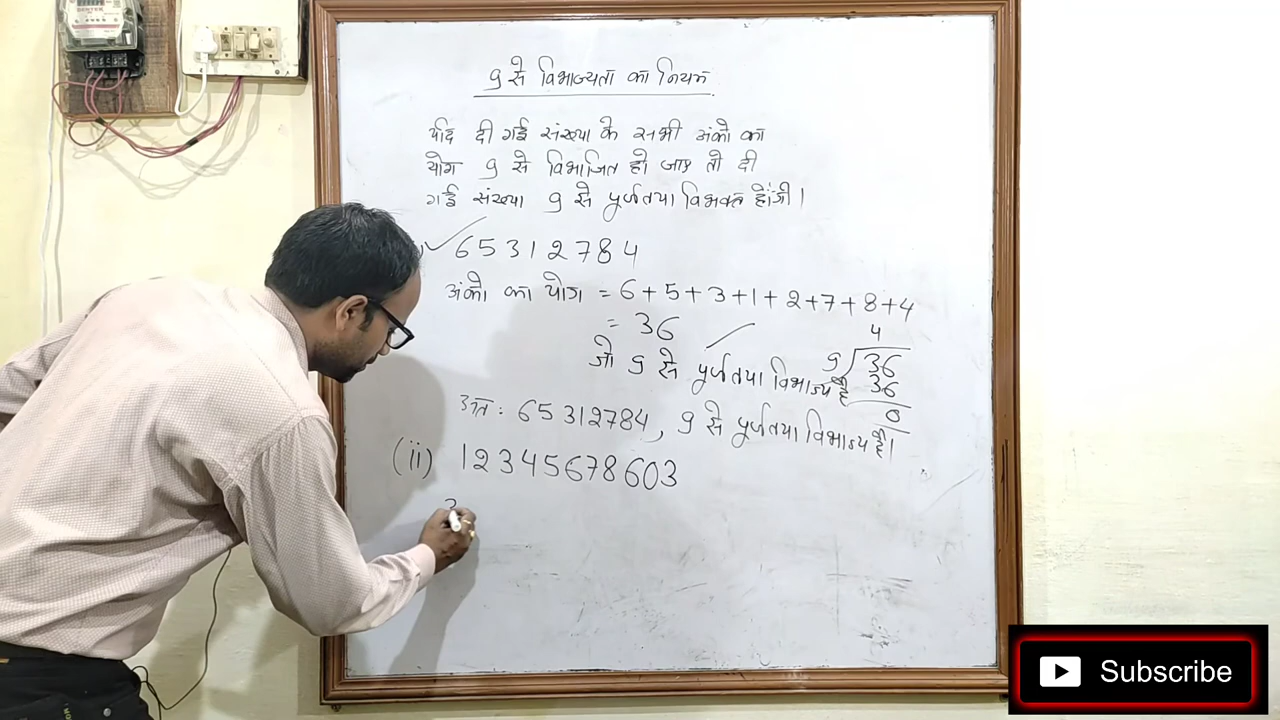 9 से विभाज्यता का नियम
यदि दी गई संख्या के सभी अंको का
योग 9 से विभाजित हो जाए तो दी
गई संख्या 9 से पूर्णतया विभक्त होगी।
65312784
अंको का योग = 6+5+3+1+2+7+8+4
= 36
जो 9 से पूर्णतया विभाज्य है
4
9 36
36
0
अतः 65312784, 9 से पूर्णतया विभाज्य है।
(ii) 12345678603
Subscribe